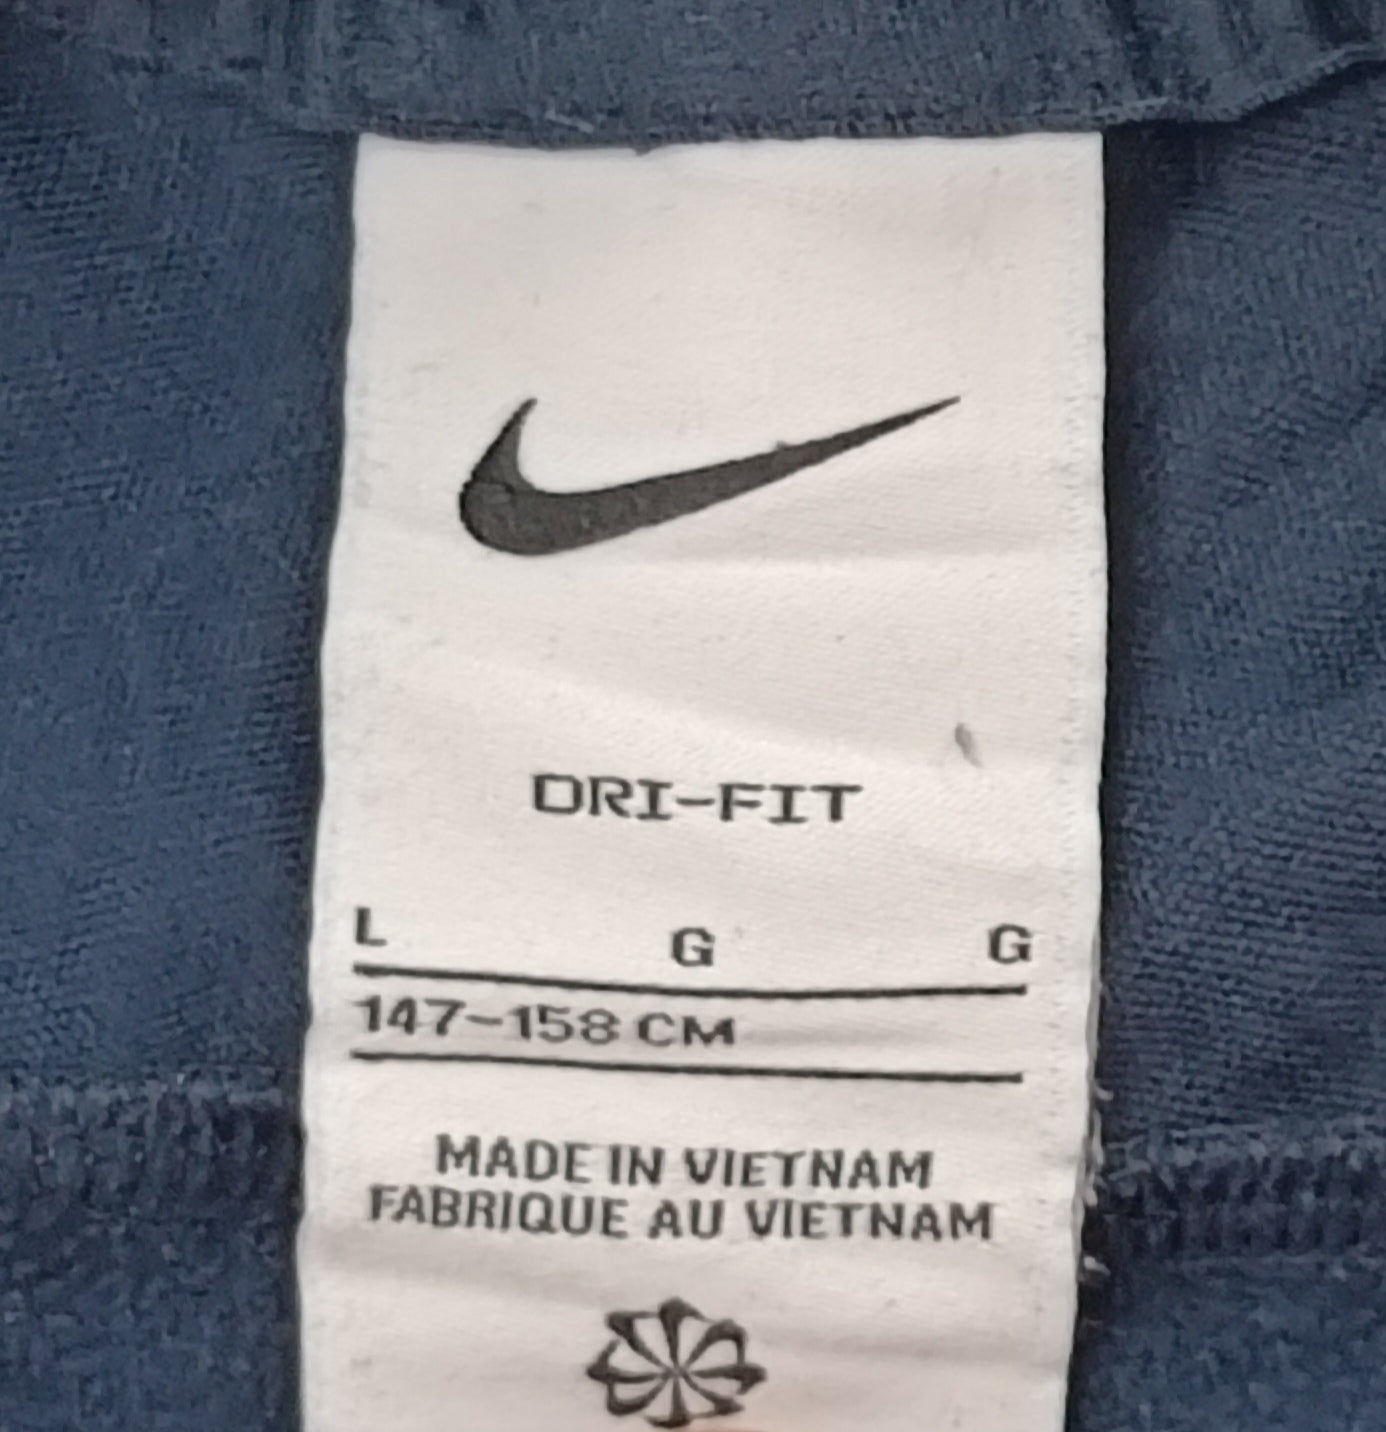 DRI-FIT
L G G
147-158 CM
MADE IN VIETNAM
FABRIQUE AU VIETNAM